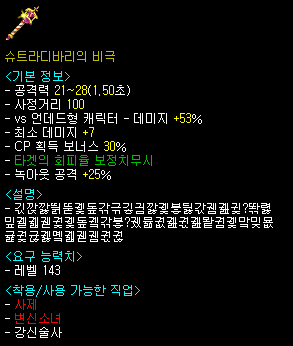 슈트라디바리의 비극
<기본 정보>
- 공격력 21~28(1.50초)
- 사정거리 100
- vs 언데드형 캐릭터 - 데미지 +53%
- 최소 데미지 +7
- CP 획득 보너스 30%
- 타겟의 회피율 보정치무시
- 녹아웃 공격 +25%
<설명>
<요구 능력치>
- 레벨 143
<착용/사용 가능한 직업>
- 사제
- 변신소녀
- 강신술사